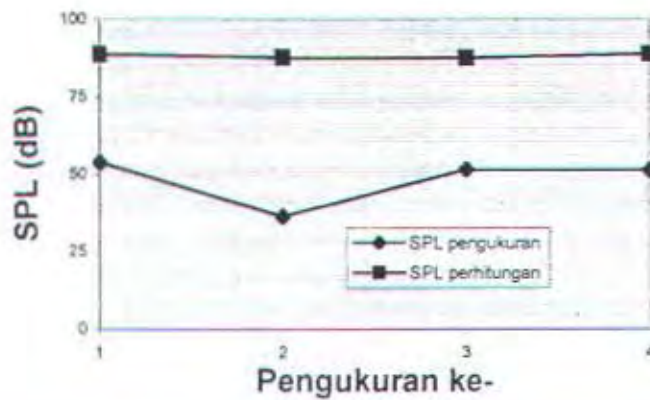 100
75
50
25
0
SPL (dB)
SPL pengukuran
SPL perhitungan
1 2 3 4
Pengukuran ke-